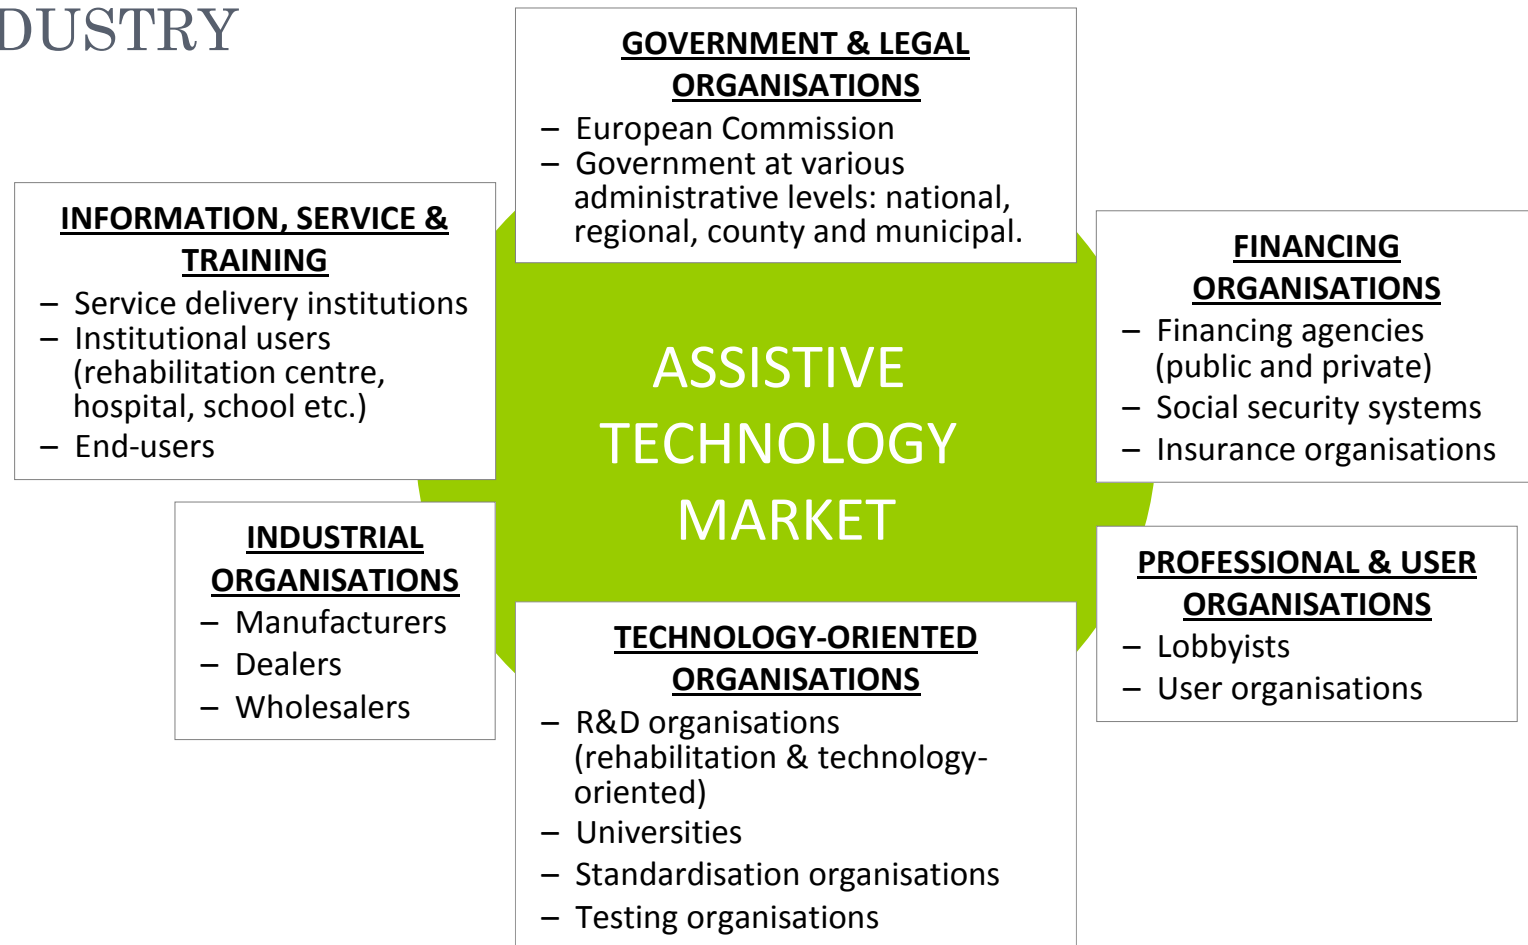 DUSTRY
GOVERNMENT & LEGAL
ORGANISATIONS
– European Commission
– Government at various
administrative levels: national,
regional, county and municipal.
INFORMATION, SERVICE &
TRAINING
– Service delivery institutions
– Institutional users
(rehabilitation centre,
hospital, school etc.)
– End-users
FINANCING
ORGANISATIONS
– Financing agencies
(public and private)
– Social security systems
– Insurance organisations
ASSISTIVE
TECHNOLOGY
MARKET
INDUSTRIAL
ORGANISATIONS
– Manufacturers
– Dealers
– Wholesalers
PROFESSIONAL & USER
ORGANISATIONS
– Lobbyists
– User organisations
TECHNOLOGY-ORIENTED
ORGANISATIONS
– R&D organisations
(rehabilitation & technology-
oriented)
– Universities
– Standardisation organisations
– Testing organisations